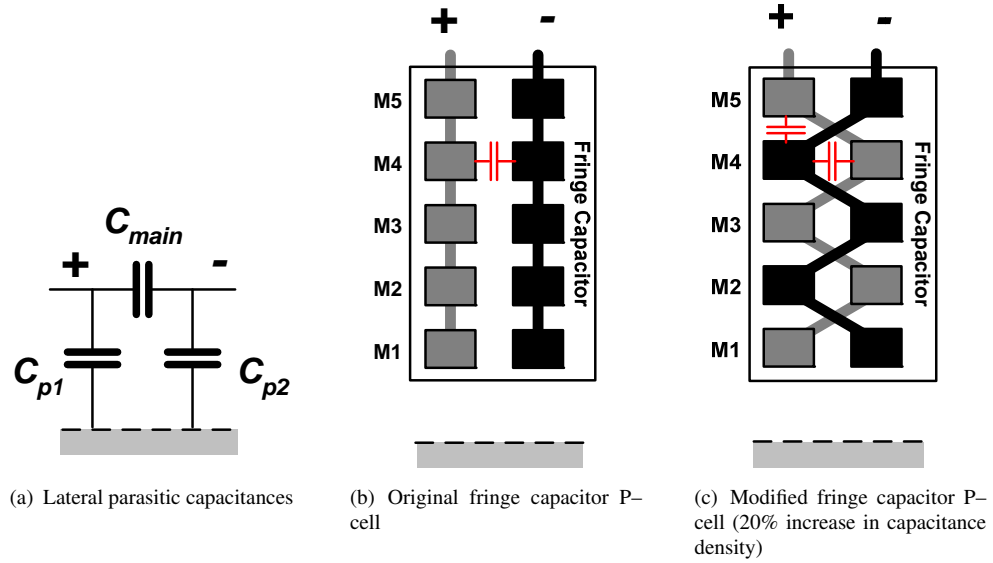 C_main
+ -
C_p1 C_p2
(a) Lateral parasitic capacitances
+ -
M5
M4
M3
M2
M1
Fringe Capacitor
(b) Original fringe capacitor P–
cell
+ -
M5
M4
M3
M2
M1
Fringe Capacitor
(c) Modified fringe capacitor P–
cell (20% increase in capacitance
density)